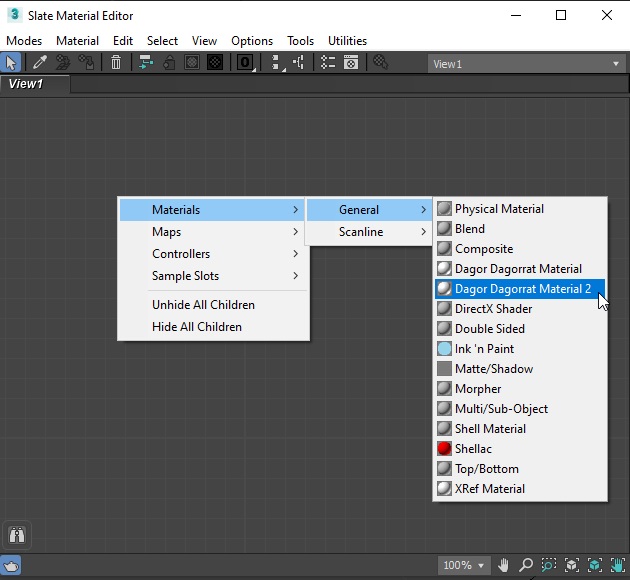 Slate Material Editor
Modes Material Edit Select View Options Tools Utilities
0
View1
View1
Materials
Maps
Controllers
Sample Slots
Unhide All Children
Hide All Children
General
Scanline
Physical Material
Blend
Composite
Dagor Dagorrat Material
Dagor Dagorrat Material 2
DirectX Shader
Double Sided
Ink 'n Paint
Matte/Shadow
Morpher
Multi/Sub-Object
Shell Material
Shellac
Top/Bottom
XRef Material
100%